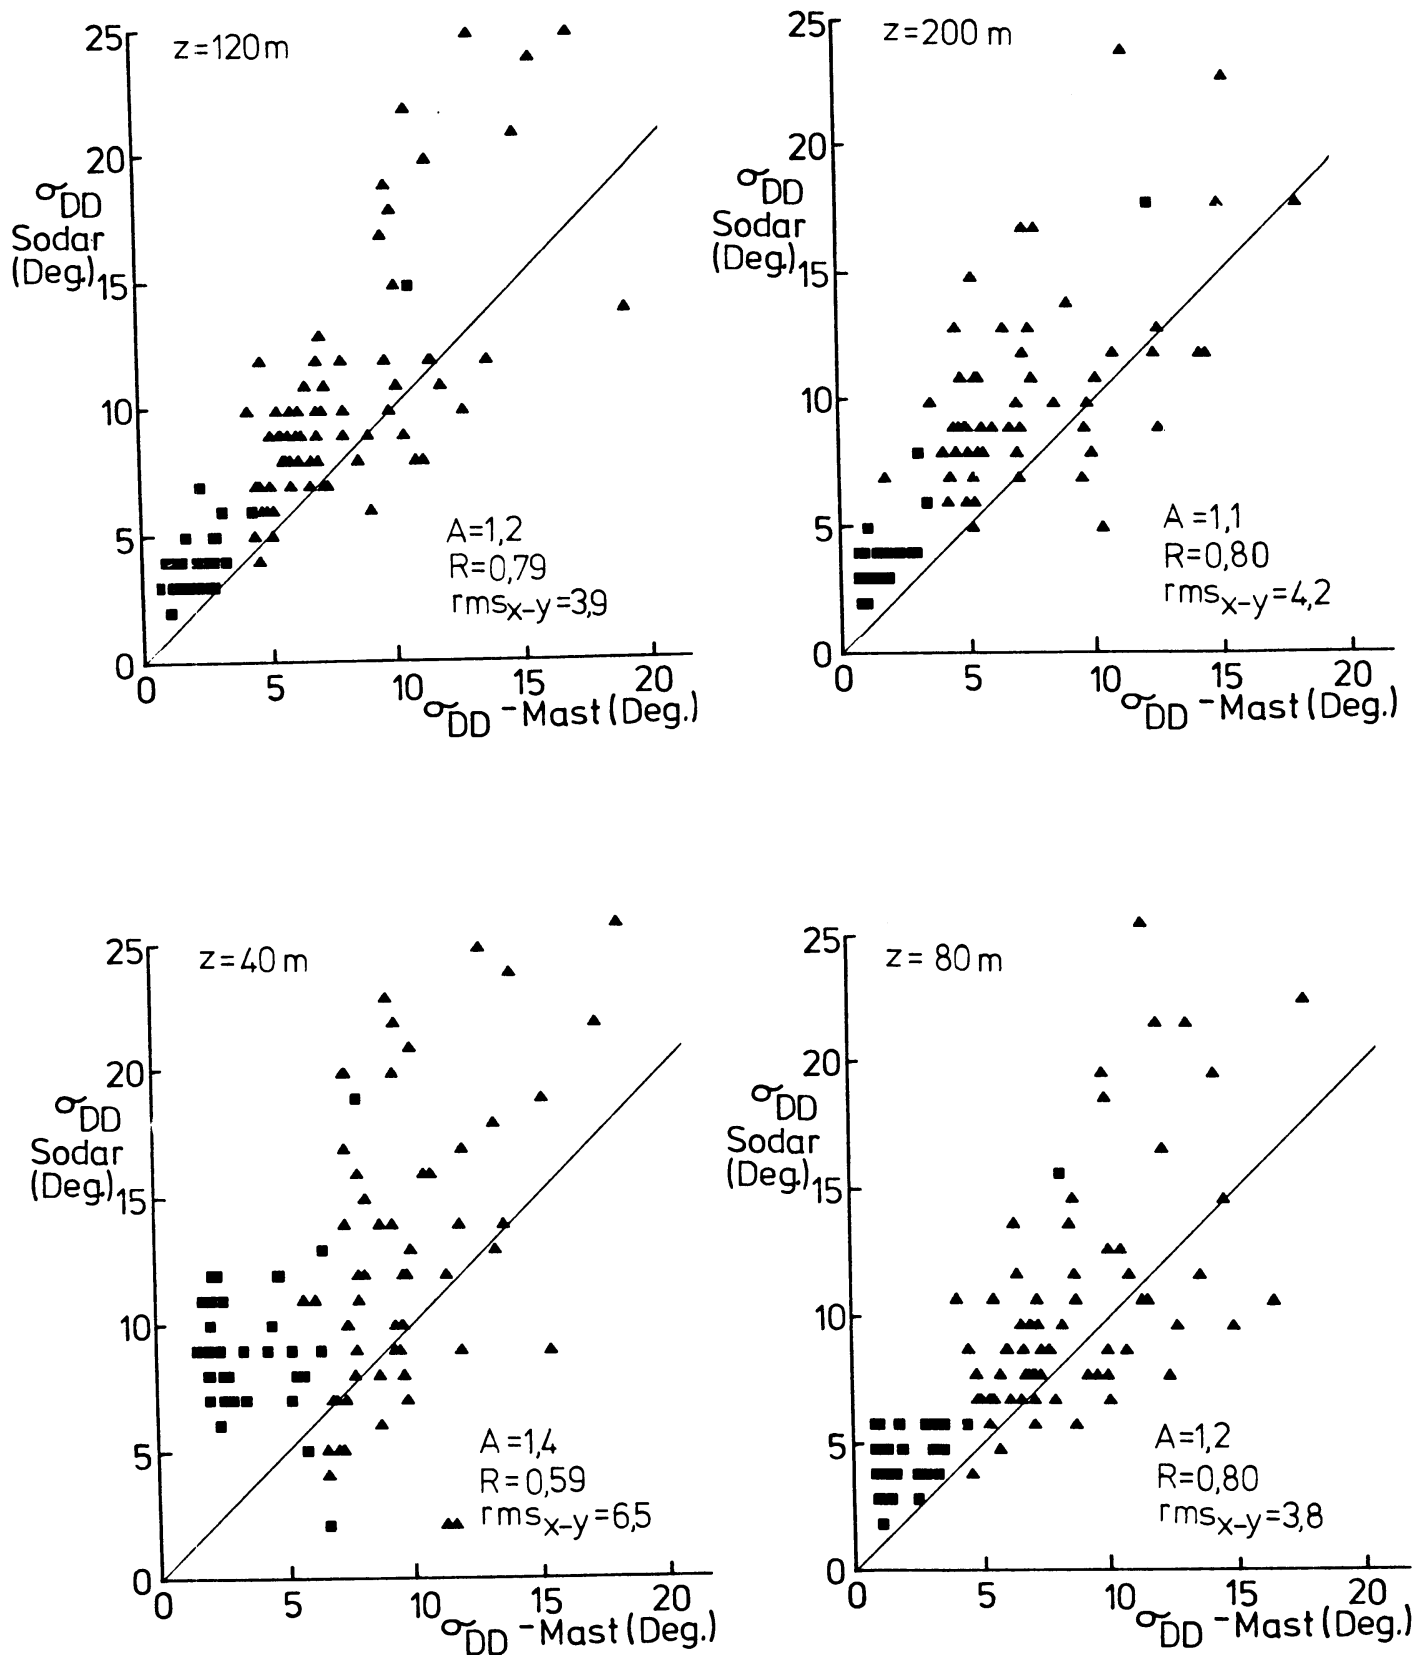 z=120m
25
20
15
10
5
0
σDD
Sodar
(Deg.)
A=1,2
R=0,79
rmsx-y=3,9
0 5 10 15 20
σDD-Mast(Deg.)
z=200m
25
20
15
10
5
0
σDD
Sodar
(Deg.)
A=1,1
R=0,80
rmsx-y=4,2
0 5 10 15 20
σDD-Mast(Deg.)
z=40m
25
20
15
10
5
0
σDD
Sodar
(Deg.)
A=1,4
R=0,59
rmsx-y=6,5
0 5 10 15 20
σDD-Mast(Deg.)
z=80m
25
20
15
10
5
0
σDD
Sodar
(Deg.)
A=1,2
R=0,80
rmsx-y=3,8
0 5 10 15 20
σDD-Mast(Deg.)